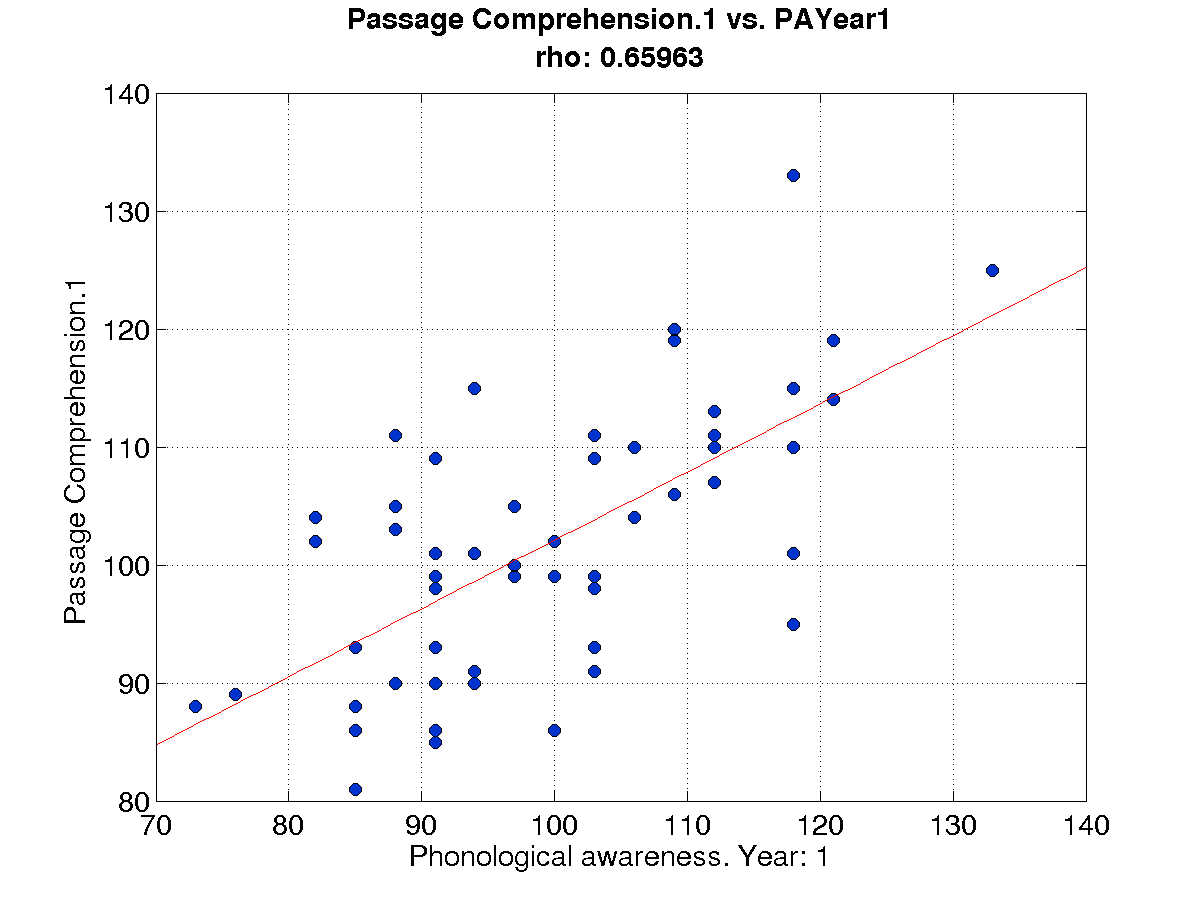 Passage Comprehension.1 vs. PAYear1
rho: 0.65963
140
130
120
110
100
90
80
Passage Comprehension.1
70 80 90 100 110 120 130 140
Phonological awareness. Year: 1